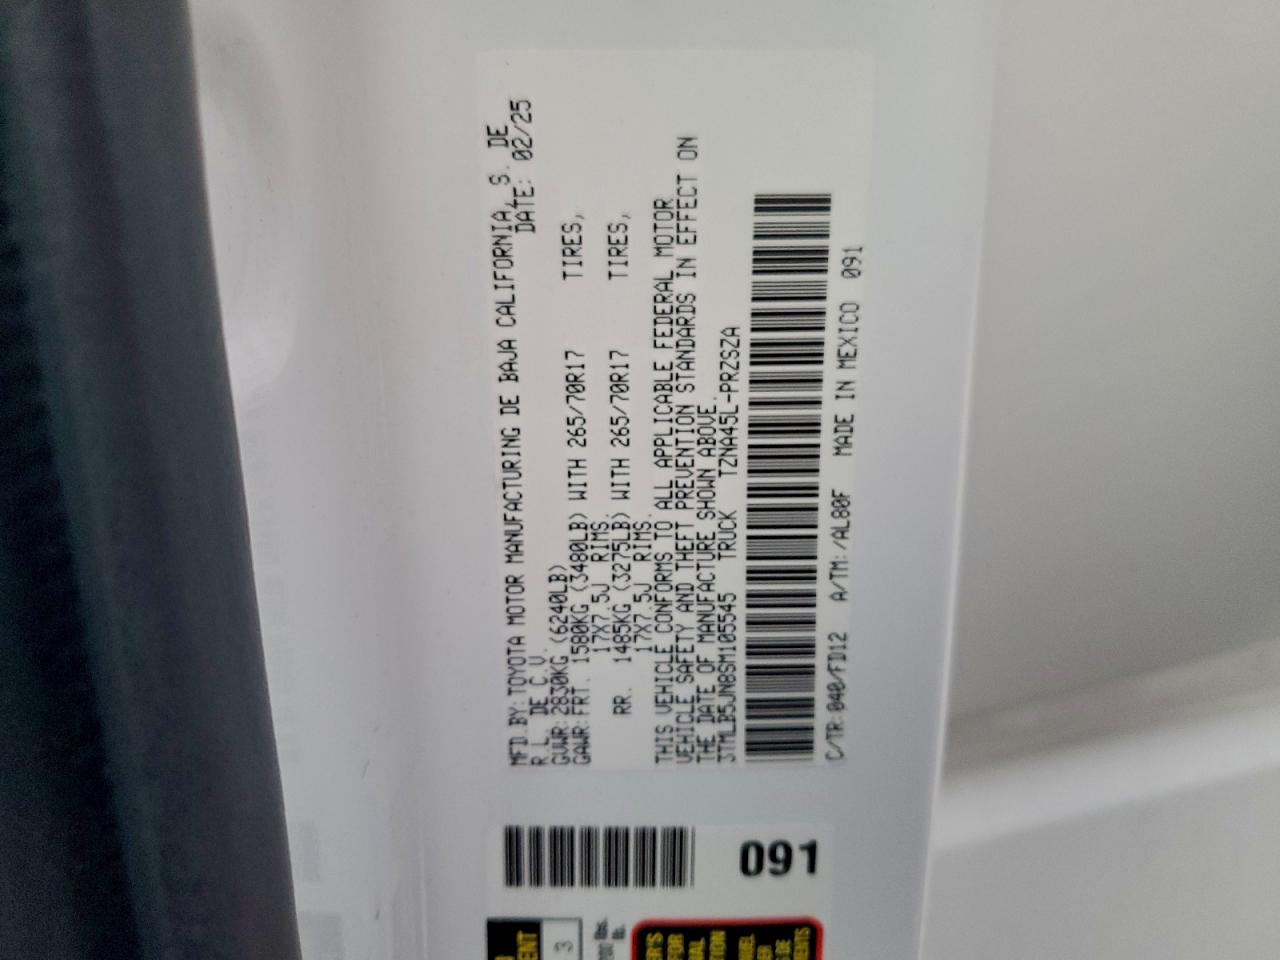 MFD.BY: TOYOTA MOTOR MANUFACTURING DE BAJA CALIFORNIA, S. DE
R.L. DE C.V. DATE: 02/25
GVWR: 2830KG (6240LB)
GAWR: FRT. 1580KG (3480LB) WITH 265/70R17 TIRES,
17X7.5J RIMS.
RR. 1485KG (3275LB) WITH 265/70R17 TIRES,
17X7.5J RIMS.
THIS VEHICLE CONFORMS TO ALL APPLICABLE FEDERAL MOTOR
VEHICLE SAFETY AND THEFT PREVENTION STANDARDS IN EFFECT ON
THE DATE OF MANUFACTURE SHOWN ABOVE.
3TMLB5JN8SM105545 TRUCK TZNA45L-PRZSZA
C/TR:040/FD12 A/TM:/AL80F MADE IN MEXICO 091
091
3
lbs.
lb.